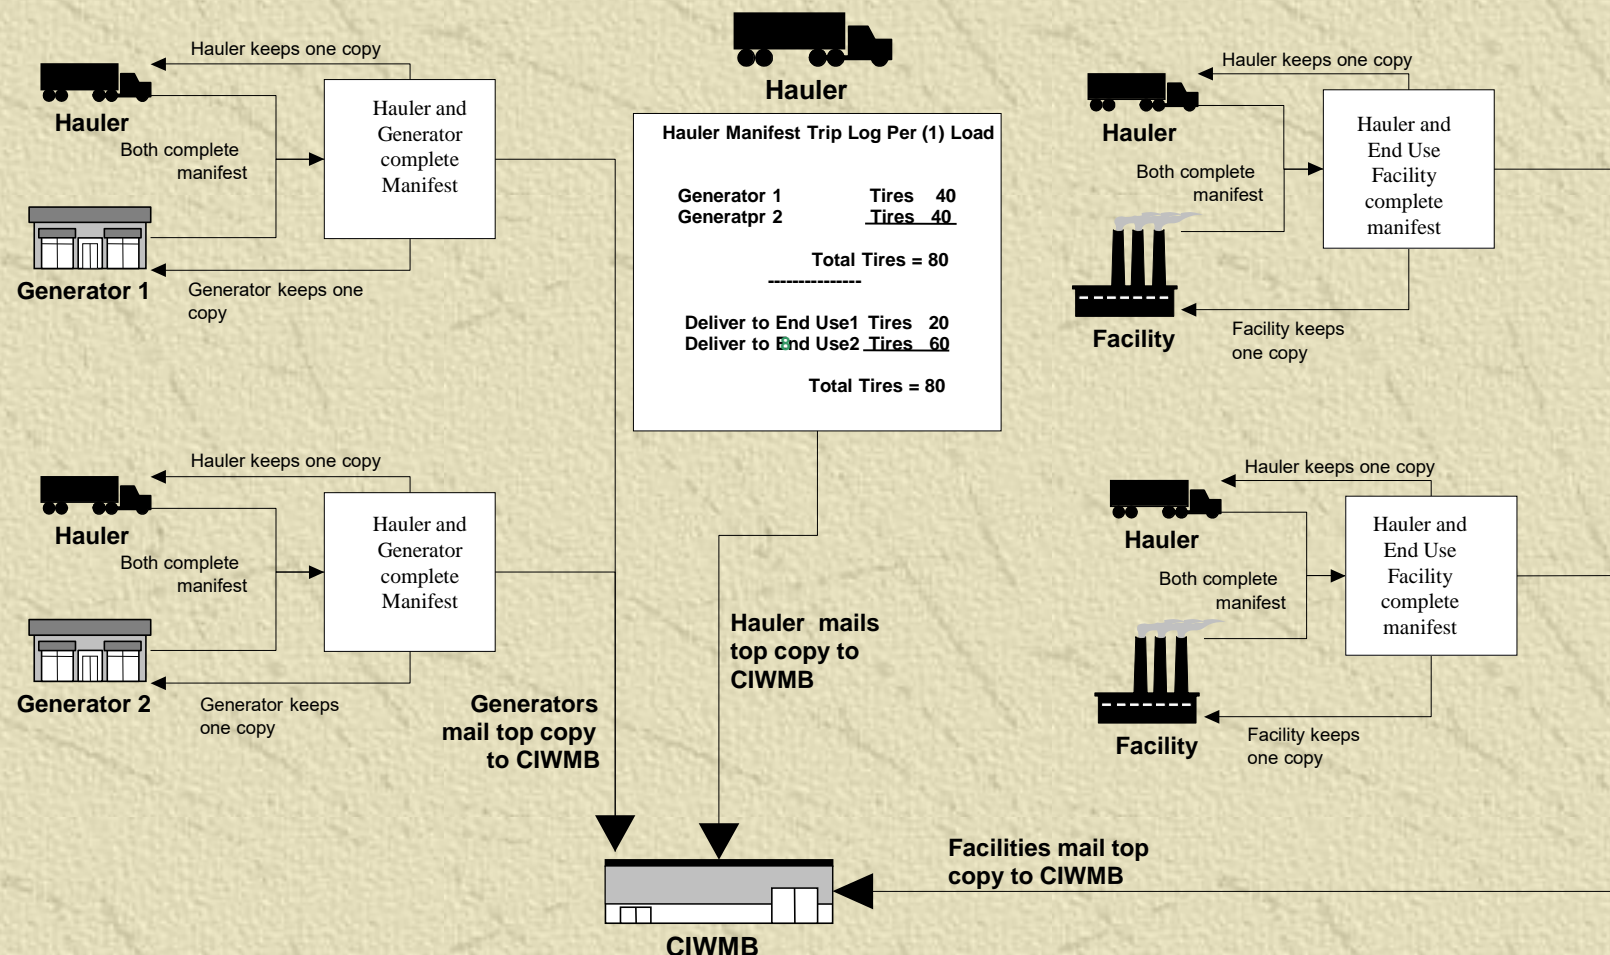 Hauler keeps one copy
Hauler
Both complete
manifest
Generator 1
Generator keeps one
copy
Hauler and
Generator
complete
Manifest
Hauler keeps one copy
Hauler
Both complete
manifest
Generator 2
Generator keeps
one copy
Hauler and
Generator
complete
Manifest
Generators
mail top copy
to CIWMB
Hauler
Hauler Manifest Trip Log Per (1) Load
Generator 1 Tires 40
Generatpr 2 Tires 40
Total Tires = 80
---------------
Deliver to End Use1 Tires 20
Deliver to End Use2 Tires 60
Total Tires = 80
Hauler mails
top copy to
CIWMB
Hauler keeps one copy
Hauler
Both complete
manifest
Facility
Facility keeps
one copy
Hauler and
End Use
Facility
complete
manifest
Hauler keeps one copy
Hauler
Both complete
manifest
Facility
Facility keeps
one copy
Hauler and
End Use
Facility
complete
manifest
Facilities mail top
copy to CIWMB
CIWMB